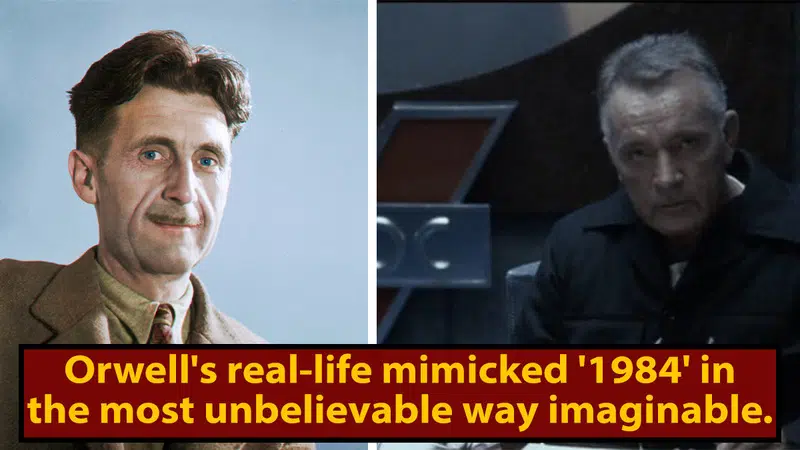 Orwell's real-life mimicked '1984' in
the most unbelievable way imaginable.